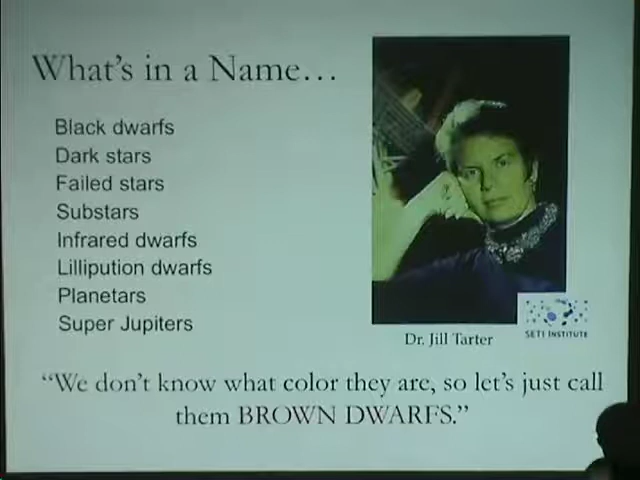 What's in a Name…
Black dwarfs
Dark stars
Failed stars
Substars
Infrared dwarfs
Lillipution dwarfs
Planetars
Super Jupiters
Dr. Jill Tarter
SETI INSTITUTE
“We don't know what color they are, so let's just call
them BROWN DWARFS.”